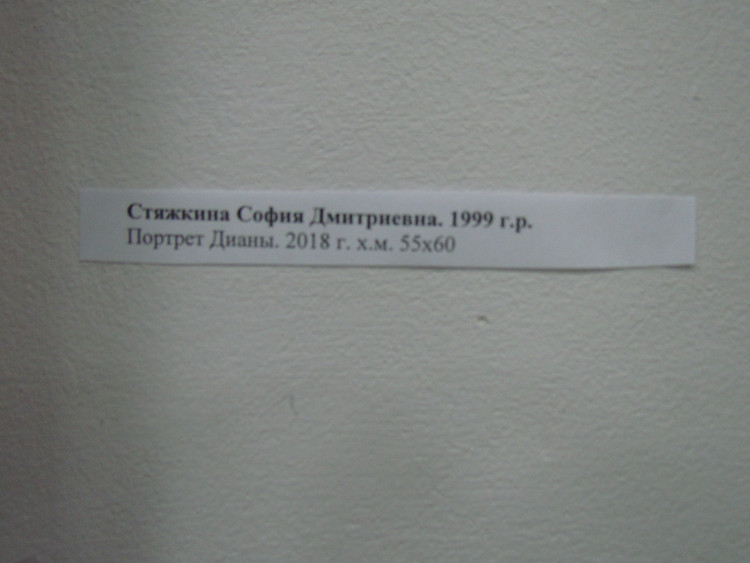 Стяжкина София Дмитриевна. 1999 г.р.
Портрет Дианы. 2018 г. х.м. 55х60